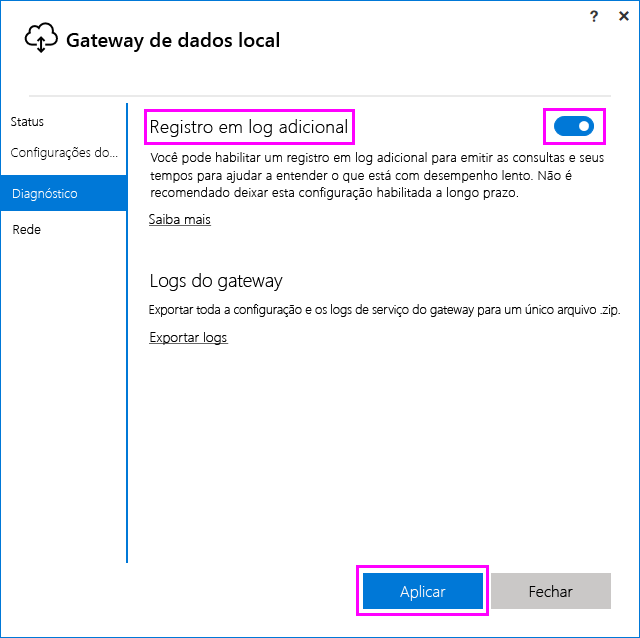 ?
Gateway de dados local
Status
Configurações do...
Diagnóstico
Rede
Registro em log adicional
Você pode habilitar um registro em log adicional para emitir as consultas e seus
tempos para ajudar a entender o que está com desempenho lento. Não é
recomendado deixar esta configuração habilitada a longo prazo.
Saiba mais
Logs do gateway
Exportar toda a configuração e os logs de serviço do gateway para um único arquivo .zip.
Exportar logs
Aplicar
Fechar